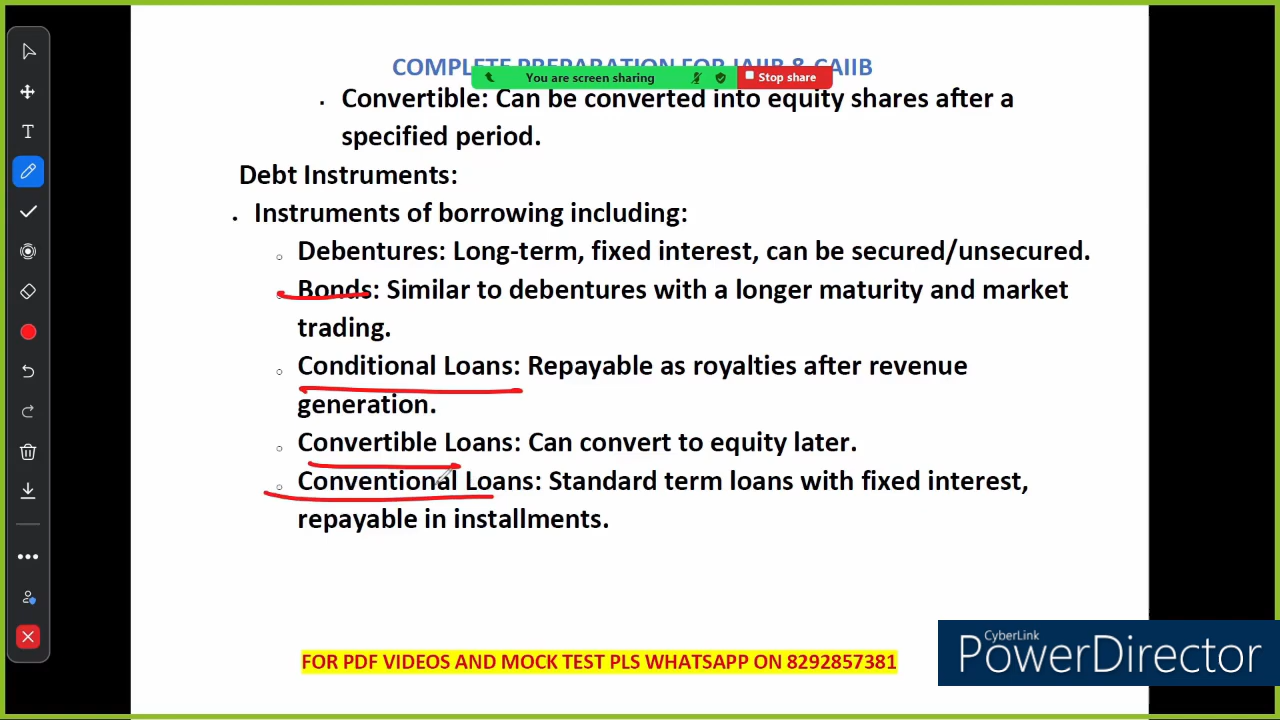 COMPLETE PREPARATION FOR JAIIB & CAIIB
You are screen sharing
Stop share
Convertible: Can be converted into equity shares after a
specified period.
Debt Instruments:
Instruments of borrowing including:
Debentures: Long-term, fixed interest, can be secured/unsecured.
Bonds: Similar to debentures with a longer maturity and market
trading.
Conditional Loans: Repayable as royalties after revenue
generation.
Convertible Loans: Can convert to equity later.
Conventional Loans: Standard term loans with fixed interest,
repayable in installments.
FOR PDF VIDEOS AND MOCK TEST PLS WHATSAPP ON 8292857381
CyberLink
PowerDirector
T